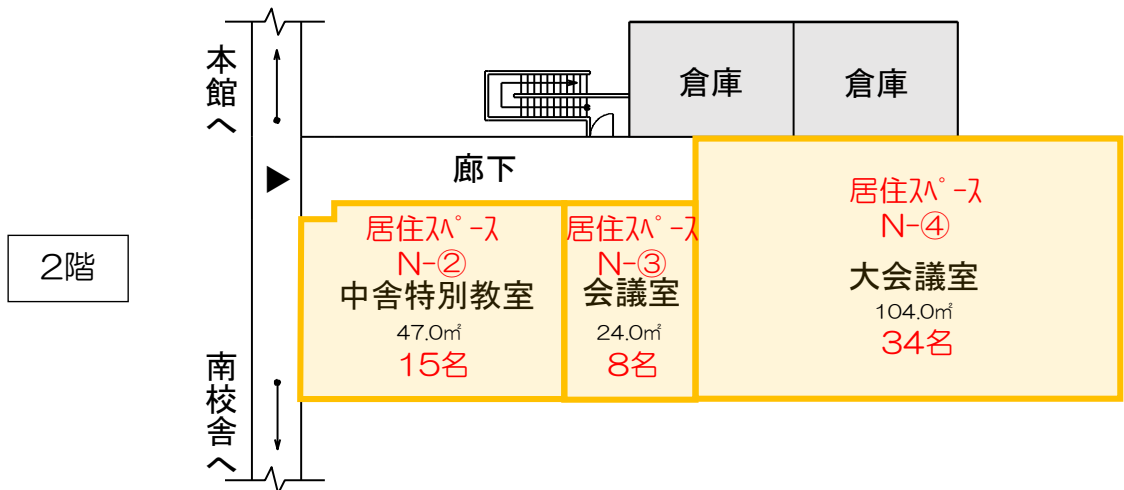 本館へ
倉庫
倉庫
廊下
2階
居住ｽﾍﾟｰｽ
N-②
中舎特別教室
47.0㎡
15名
居住ｽﾍﾟｰｽ
N-③
会議室
24.0㎡
8名
居住ｽﾍﾟｰｽ
N-④
大会議室
104.0㎡
34名
南校舎へ